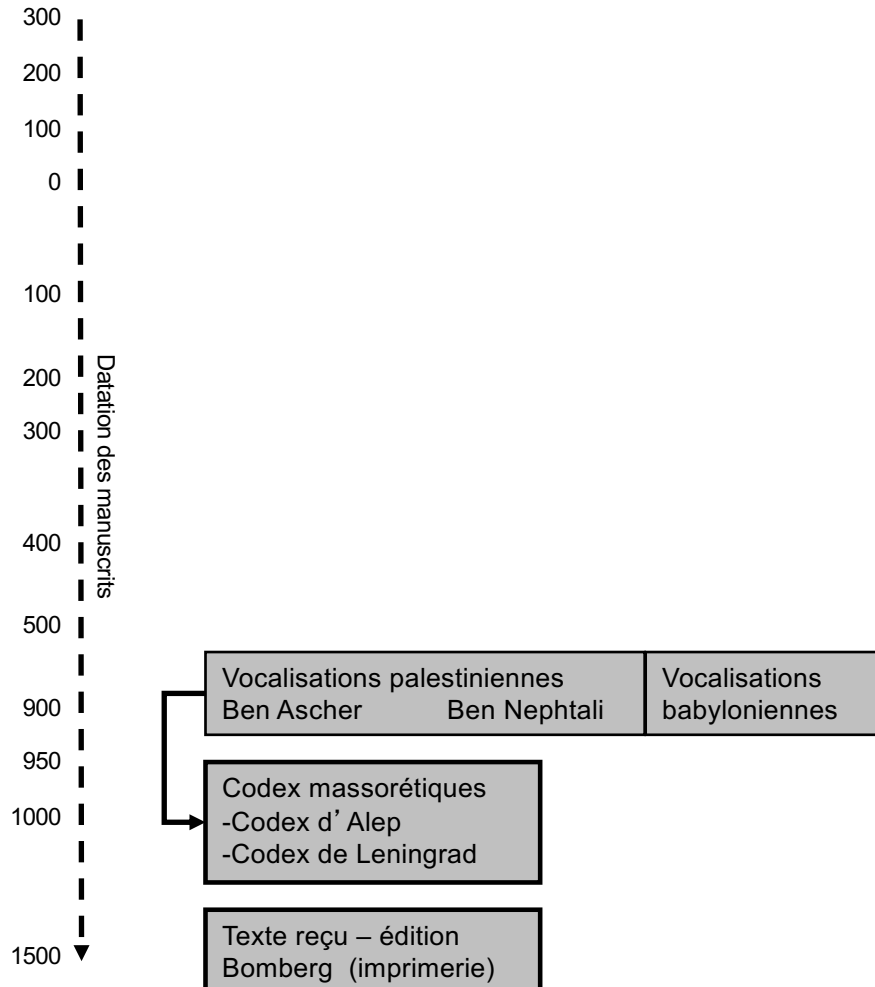 300
200
100
0
100
200
300
400
500
900
950
1000
1500
Datation des manuscrits
Vocalisations palestiniennes
Ben Ascher Ben Nephtali
Vocalisations
babyloniennes
Codex massorétiques
-Codex d’Alep
-Codex de Leningrad
Texte reçu – édition
Bomberg (imprimerie)